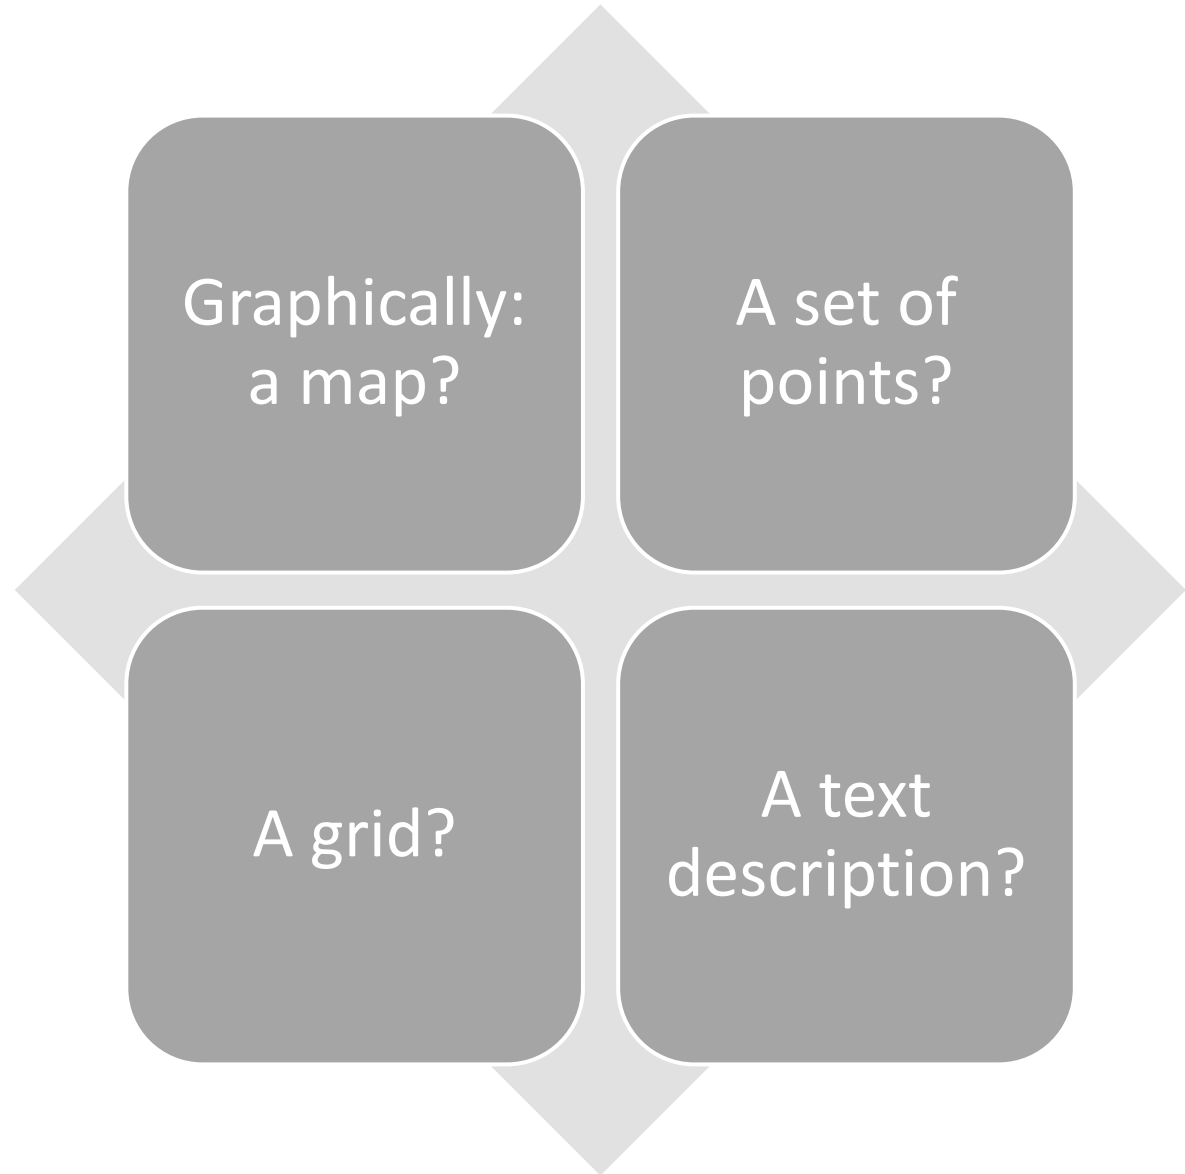 Graphically:
a map?
A set of
points?
A grid?
A text
description?